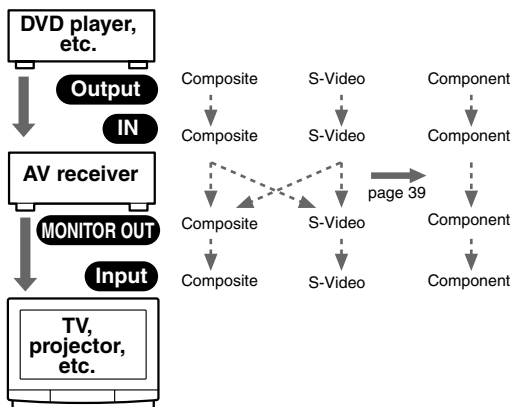 DVD player,
etc.
Output
Composite S-Video Component
IN
Composite S-Video Component
AV receiver
page 39
MONITOR OUT
Composite S-Video Component
Input
Composite S-Video Component
TV,
projector,
etc.